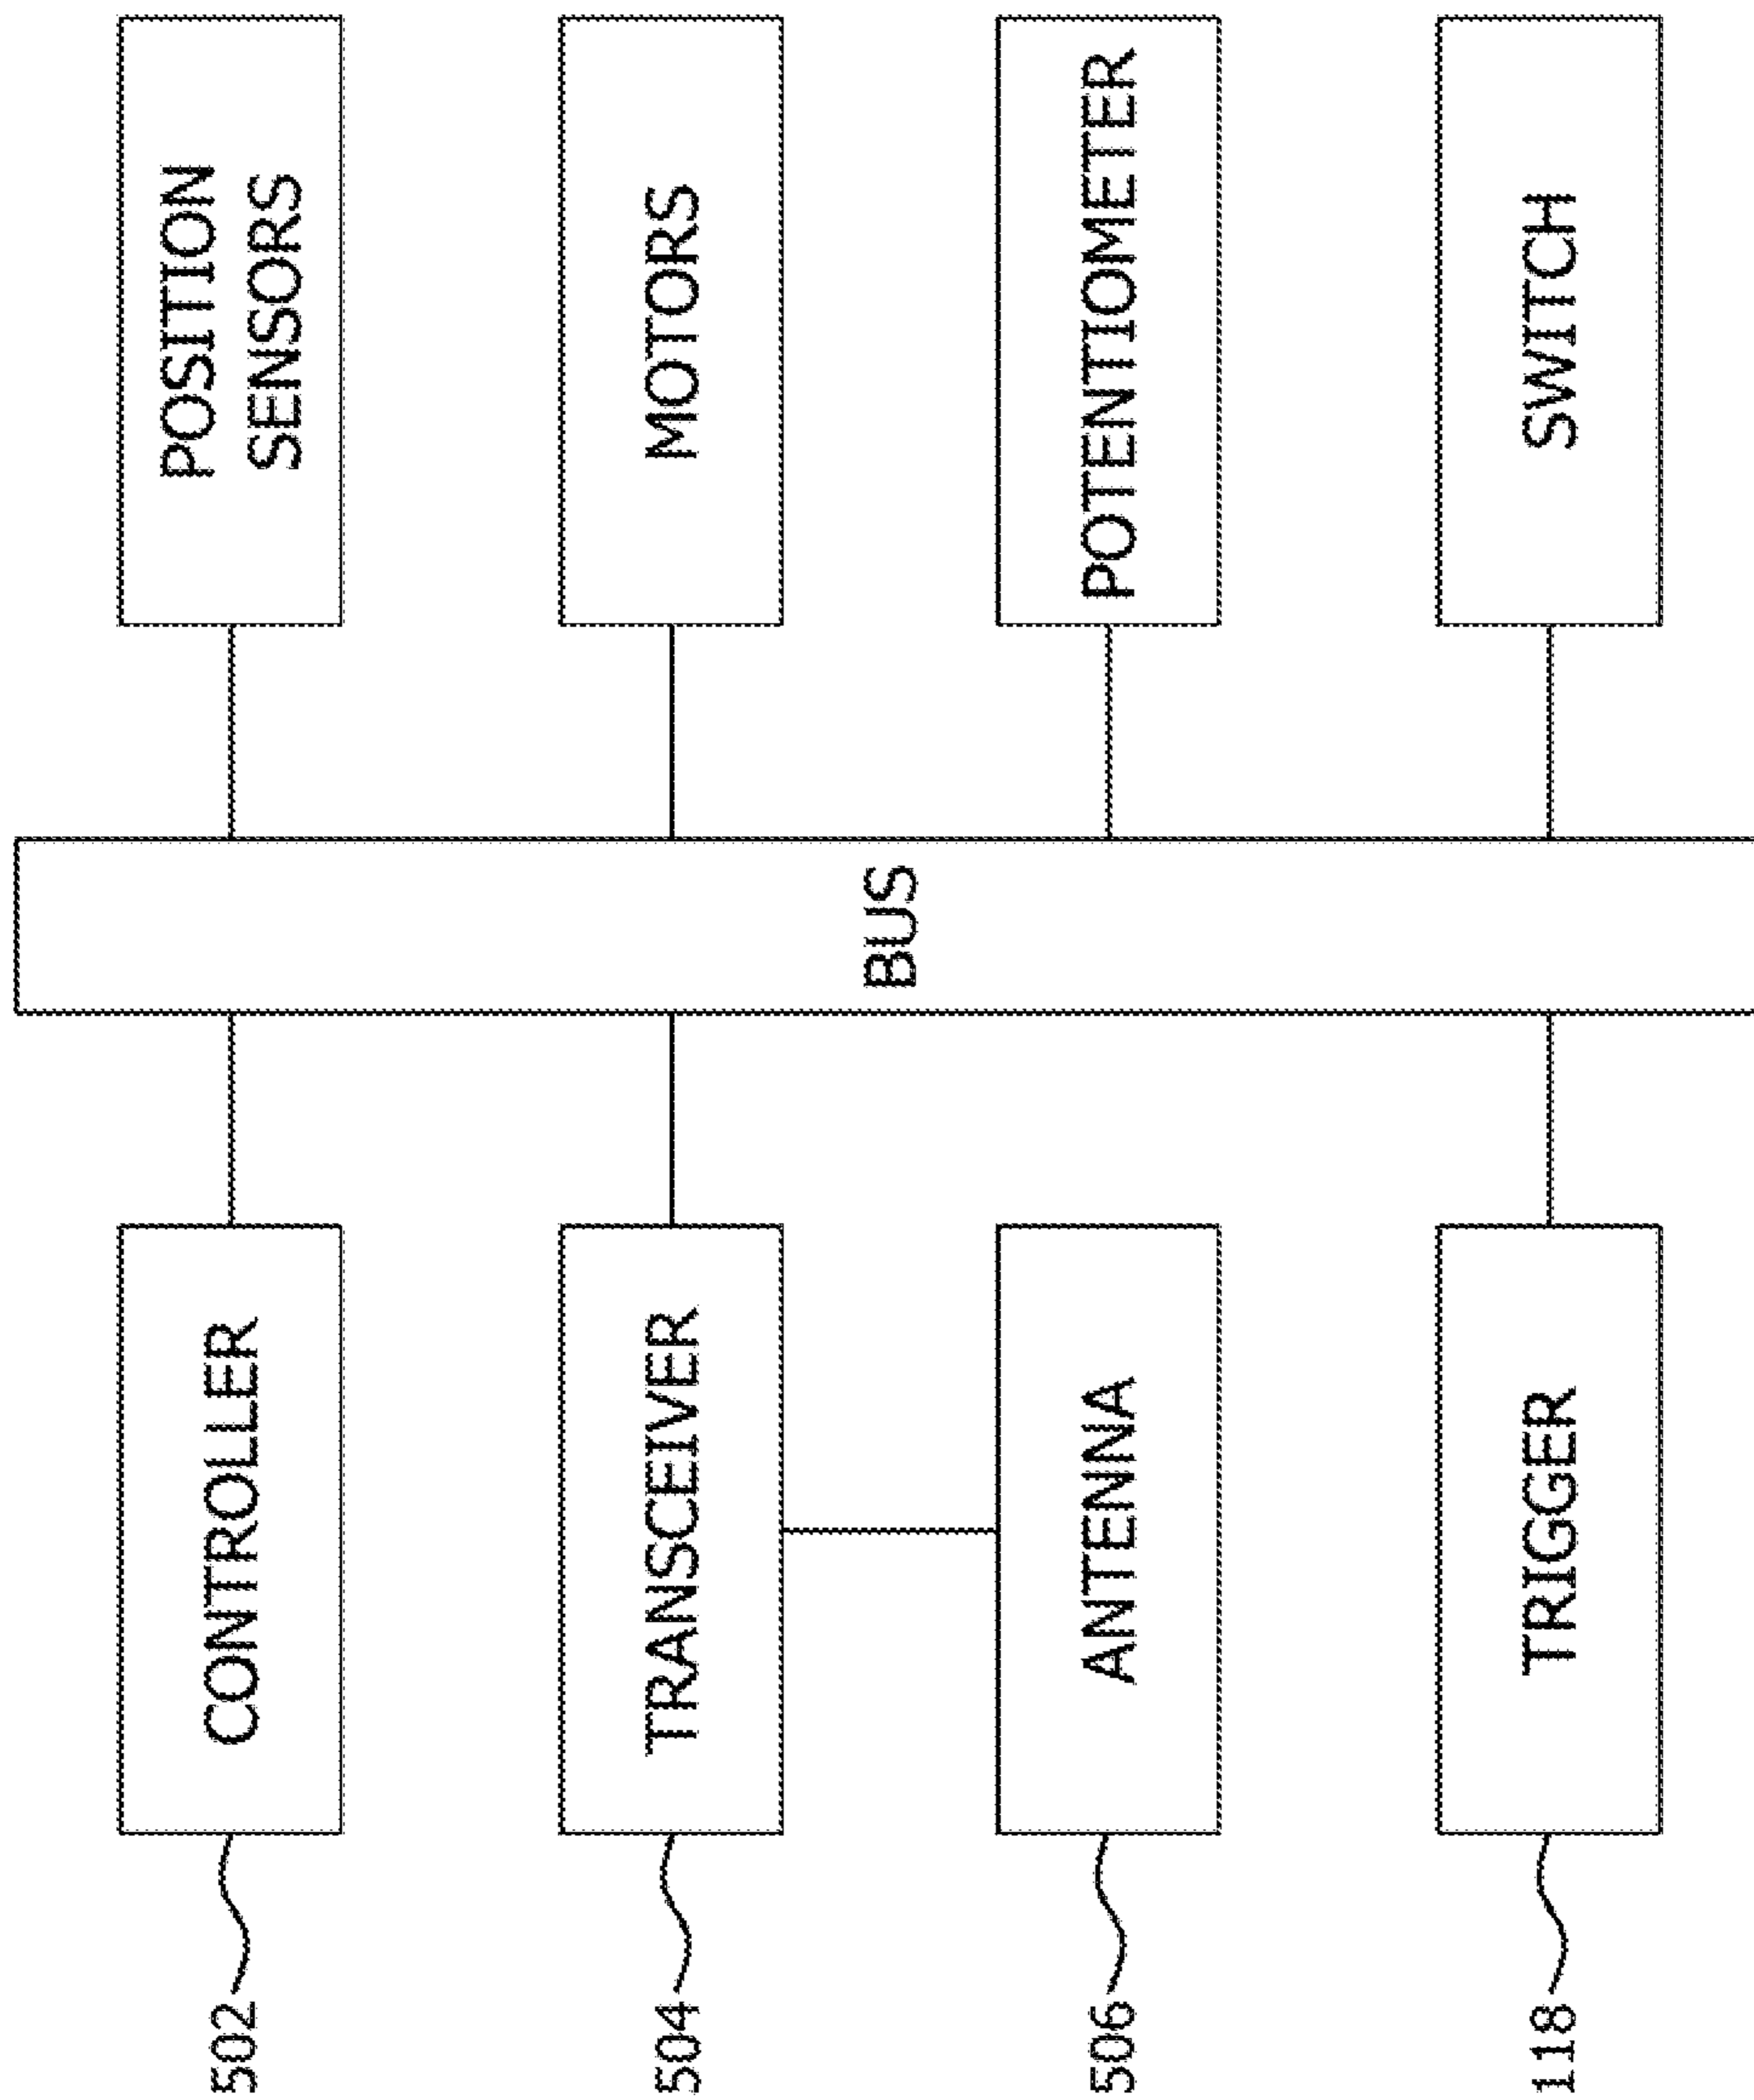 502
CONTROLLER
504
TRANSCEIVER
506
ANTENNA
118
TRIGGER
BUS
POSITION
SENSORS
MOTORS
POTENTIOMETER
SWITCH